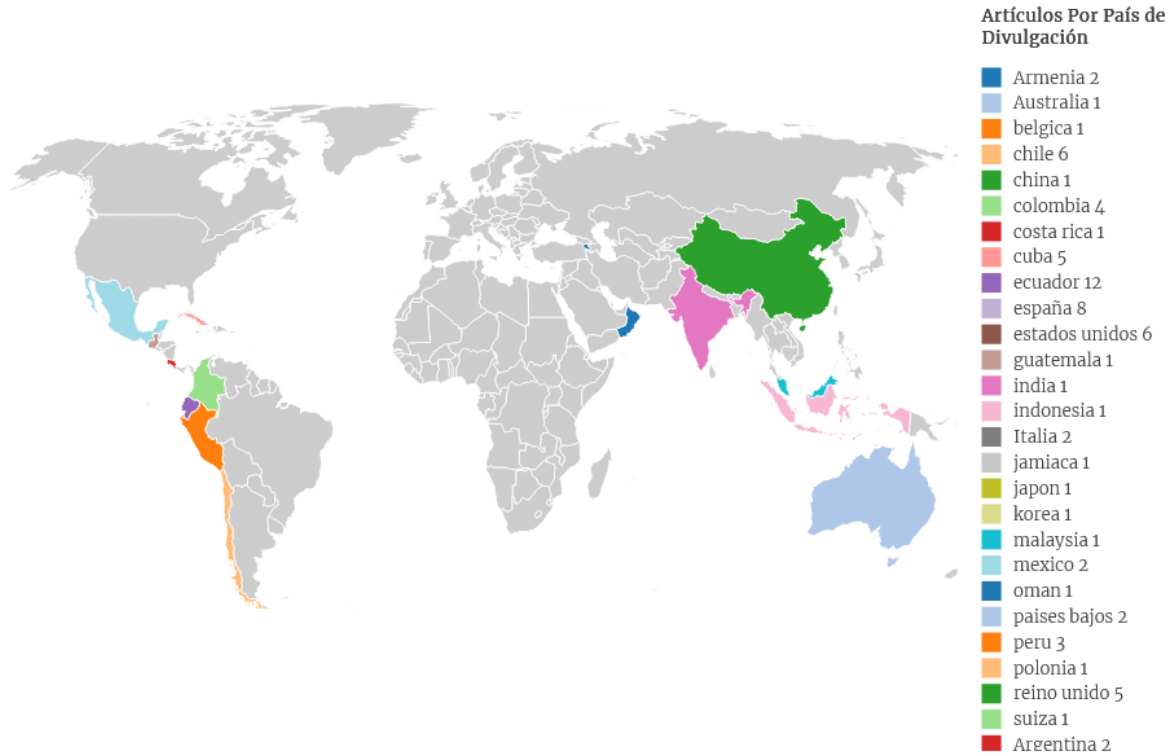 Artículos Por País de
Divulgación
Armenia 2
Australia 1
belgica 1
chile 6
china 1
colombia 4
costa rica 1
cuba 5
ecuador 12
españa 8
estados unidos 6
guatemala 1
india 1
indonesia 1
Italia 2
jamiaca 1
japon 1
korea 1
malaysia 1
mexico 2
oman 1
paises bajos 2
peru 3
polonia 1
reino unido 5
suiza 1
Argentina 2